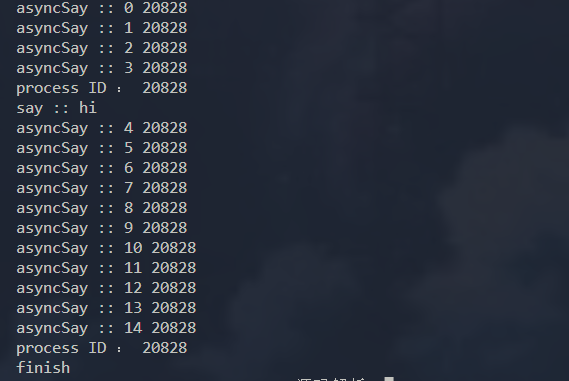 asyncSay :: 0 20828
asyncSay :: 1 20828
asyncSay :: 2 20828
asyncSay :: 3 20828
process ID :  20828
say :: hi
asyncSay :: 4 20828
asyncSay :: 5 20828
asyncSay :: 6 20828
asyncSay :: 7 20828
asyncSay :: 8 20828
asyncSay :: 9 20828
asyncSay :: 10 20828
asyncSay :: 11 20828
asyncSay :: 12 20828
asyncSay :: 13 20828
asyncSay :: 14 20828
process ID :  20828
finish